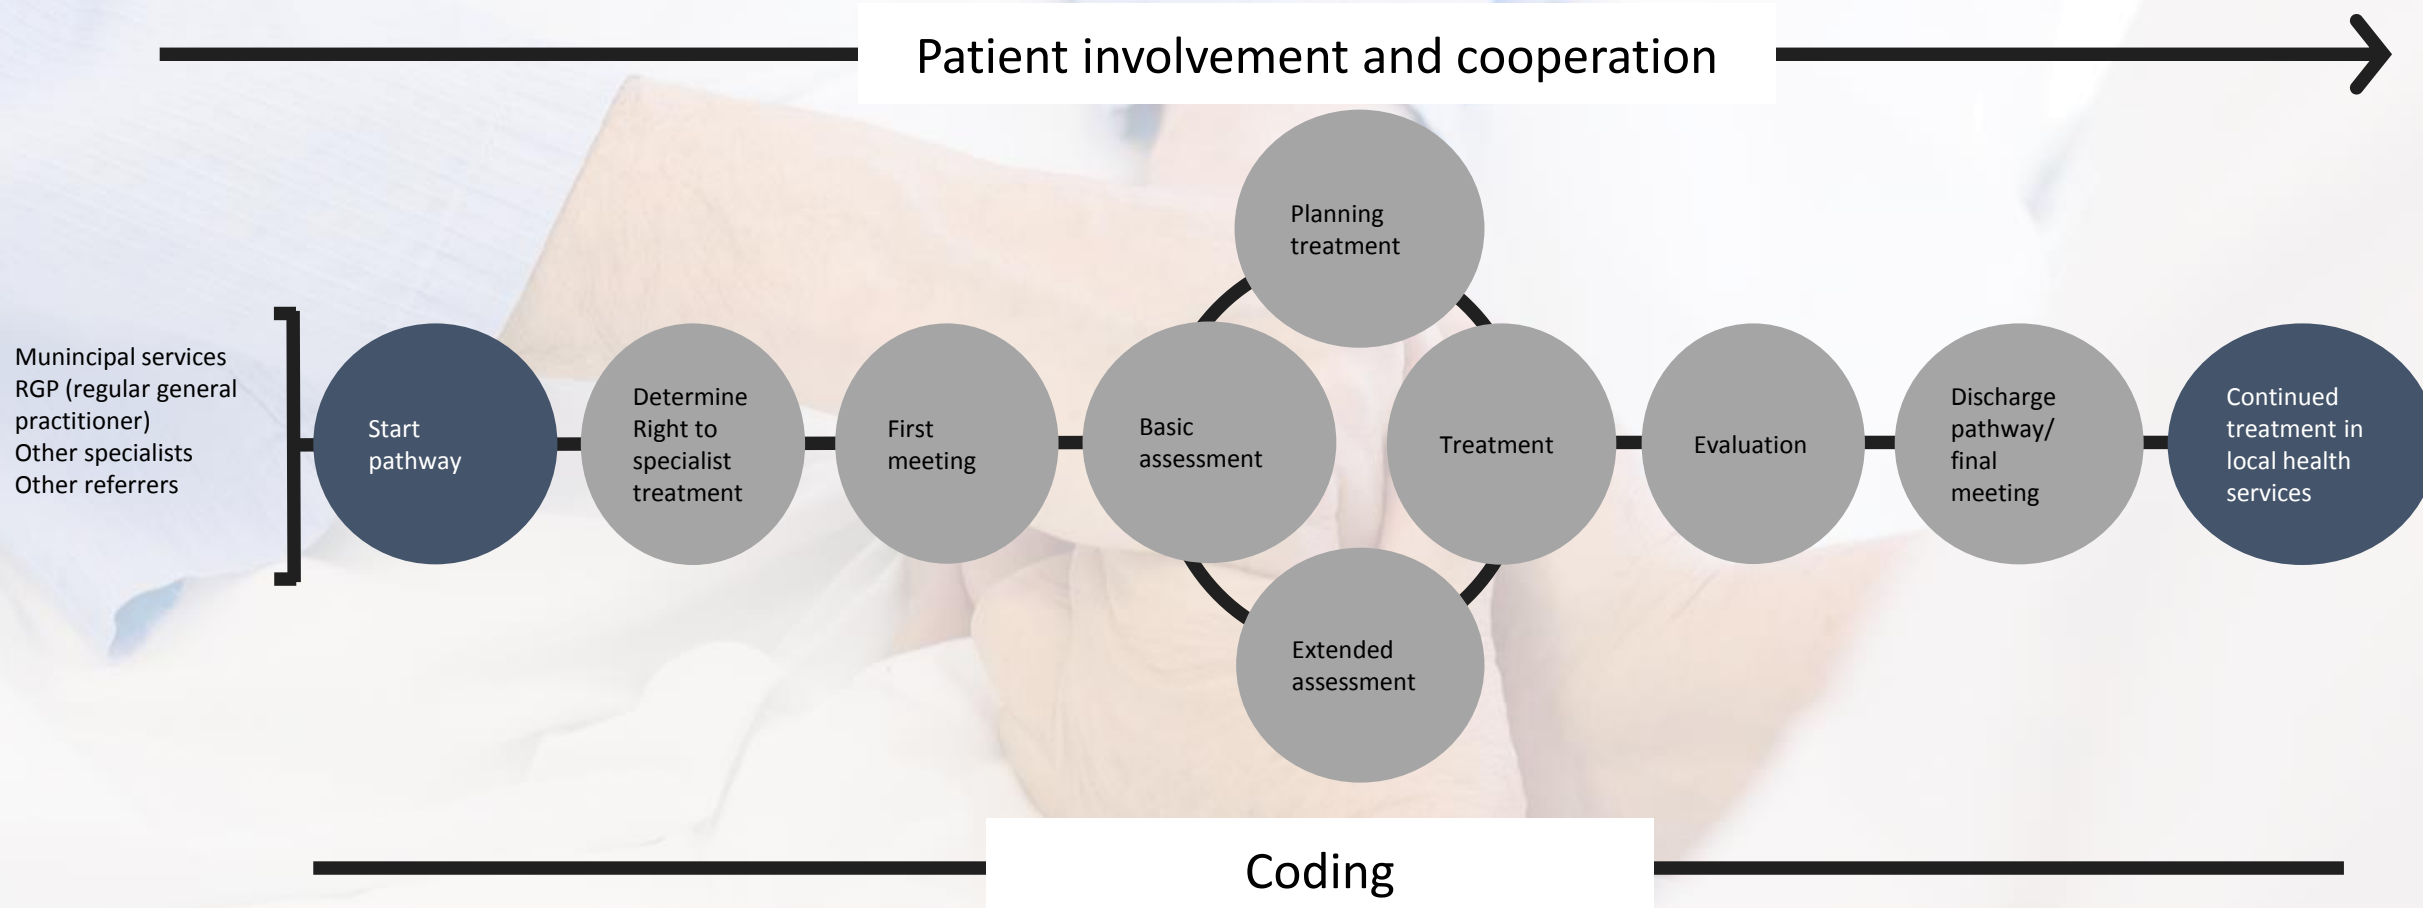 Patient involvement and cooperation
Munincipal services
RGP (regular general
practitioner)
Other specialists
Other referrers
Start
pathway
Determine
Right to
specialist
treatment
First
meeting
Basic
assessment
Planning
treatment
Extended
assessment
Treatment
Evaluation
Discharge
pathway/
final
meeting
Continued
treatment in
local health
services
Coding